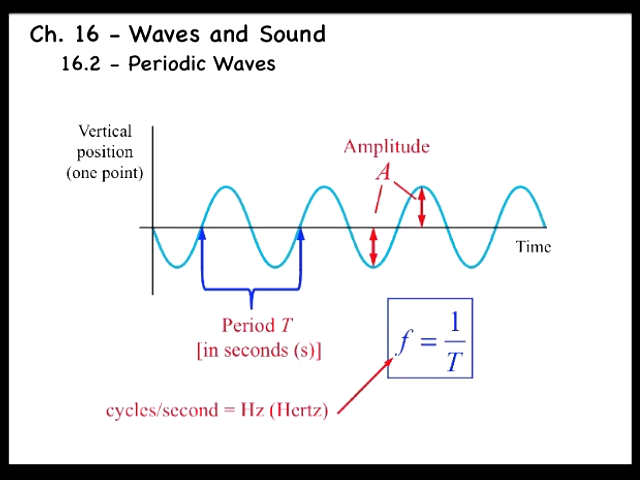 Ch. 16 – Waves and Sound
16.2 – Periodic Waves
Vertical
position
(one point)
Amplitude
A
Time
Period T
[in seconds (s)]
f = 1/T
cycles/second = Hz (Hertz)